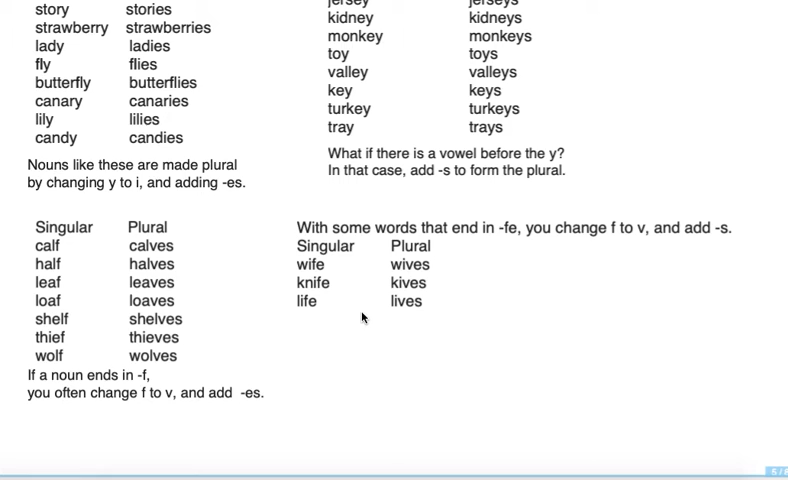 story stories
strawberry strawberries
lady ladies
fly flies
butterfly butterflies
canary canaries
lily lilies
candy candies
Nouns like these are made plural
by changing y to i, and adding -es.
jersey jerseys
kidney kidneys
monkey monkeys
toy toys
valley valleys
key keys
turkey turkeys
tray trays
What if there is a vowel before the y?
In that case, add -s to form the plural.
Singular Plural
calf calves
half halves
leaf leaves
loaf loaves
shelf shelves
thief thieves
wolf wolves
If a noun ends in -f,
you often change f to v, and add -es.
With some words that end in -fe, you change f to v, and add -s.
Singular Plural
wife wives
knife kives
life lives